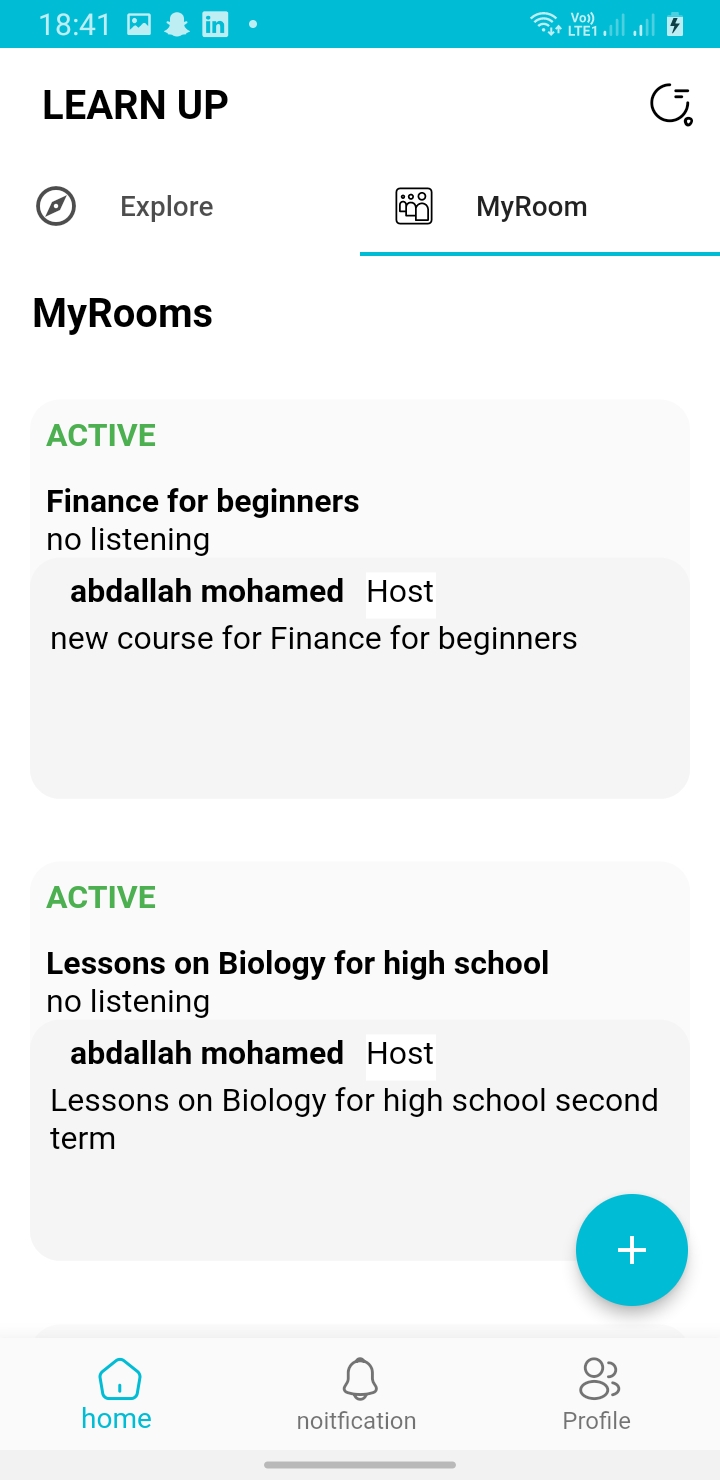 18:41
Vo)) LTE1
LEARN UP
Explore
MyRoom
MyRooms
ACTIVE
Finance for beginners
no listening
abdallah mohamed Host
new course for Finance for beginners
ACTIVE
Lessons on Biology for high school
no listening
abdallah mohamed Host
Lessons on Biology for high school second
term
home
noitfication
Profile